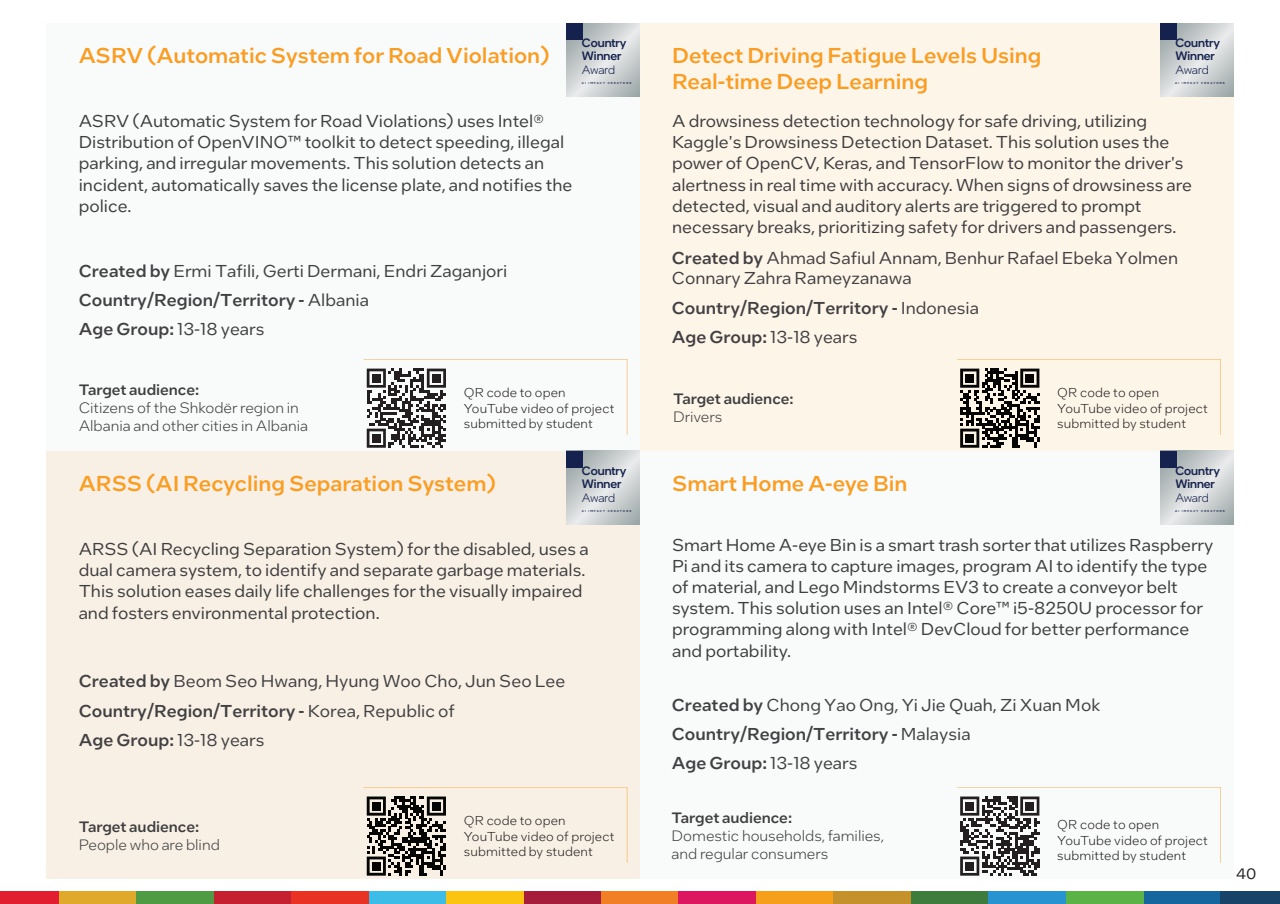 ASRV (Automatic System for Road Violation)
Country
Winner
Award
AI IMPACT CREATORS
ASRV (Automatic System for Road Violations) uses Intel®
Distribution of OpenVINO™ toolkit to detect speeding, illegal
parking, and irregular movements. This solution detects an
incident, automatically saves the license plate, and notifies the
police.
Created by Ermi Tafili, Gerti Dermani, Endri Zaganjori
Country/Region/Territory - Albania
Age Group: 13-18 years
Target audience:
Citizens of the Shkodër region in
Albania and other cities in Albania
QR code to open
YouTube video of project
submitted by student
Detect Driving Fatigue Levels Using
Real-time Deep Learning
Country
Winner
Award
AI IMPACT CREATORS
A drowsiness detection technology for safe driving, utilizing
Kaggle's Drowsiness Detection Dataset. This solution uses the
power of OpenCV, Keras, and TensorFlow to monitor the driver's
alertness in real time with accuracy. When signs of drowsiness are
detected, visual and auditory alerts are triggered to prompt
necessary breaks, prioritizing safety for drivers and passengers.
Created by Ahmad Safiul Annam, Benhur Rafael Ebeka Yolmen
Connary Zahra Rameyzanawa
Country/Region/Territory - Indonesia
Age Group: 13-18 years
Target audience:
Drivers
QR code to open
YouTube video of project
submitted by student
ARSS (AI Recycling Separation System)
Country
Winner
Award
AI IMPACT CREATORS
ARSS (AI Recycling Separation System) for the disabled, uses a
dual camera system, to identify and separate garbage materials.
This solution eases daily life challenges for the visually impaired
and fosters environmental protection.
Created by Beom Seo Hwang, Hyung Woo Cho, Jun Seo Lee
Country/Region/Territory - Korea, Republic of
Age Group: 13-18 years
Target audience:
People who are blind
QR code to open
YouTube video of project
submitted by student
Smart Home A-eye Bin
Country
Winner
Award
AI IMPACT CREATORS
Smart Home A-eye Bin is a smart trash sorter that utilizes Raspberry
Pi and its camera to capture images, program AI to identify the type
of material, and Lego Mindstorms EV3 to create a conveyor belt
system. This solution uses an Intel® Core™ i5-8250U processor for
programming along with Intel® DevCloud for better performance
and portability.
Created by Chong Yao Ong, Yi Jie Quah, Zi Xuan Mok
Country/Region/Territory - Malaysia
Age Group: 13-18 years
Target audience:
Domestic households, families,
and regular consumers
QR code to open
YouTube video of project
submitted by student
40